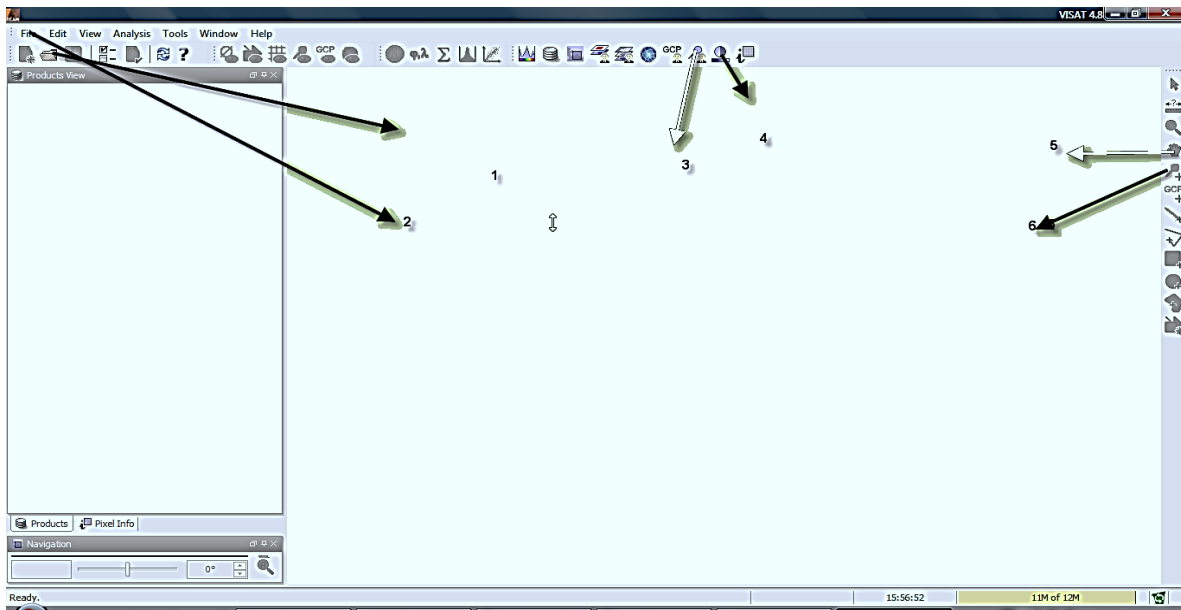 VISAT 4.8
File Edit View Analysis Tools Window Help
? GCP φ,λ Σ GCP
Products View
4
5
3
1
GCP
2
6
Products Pixel Info
Navigation
0°
Ready. 15:56:52 11M of 12M